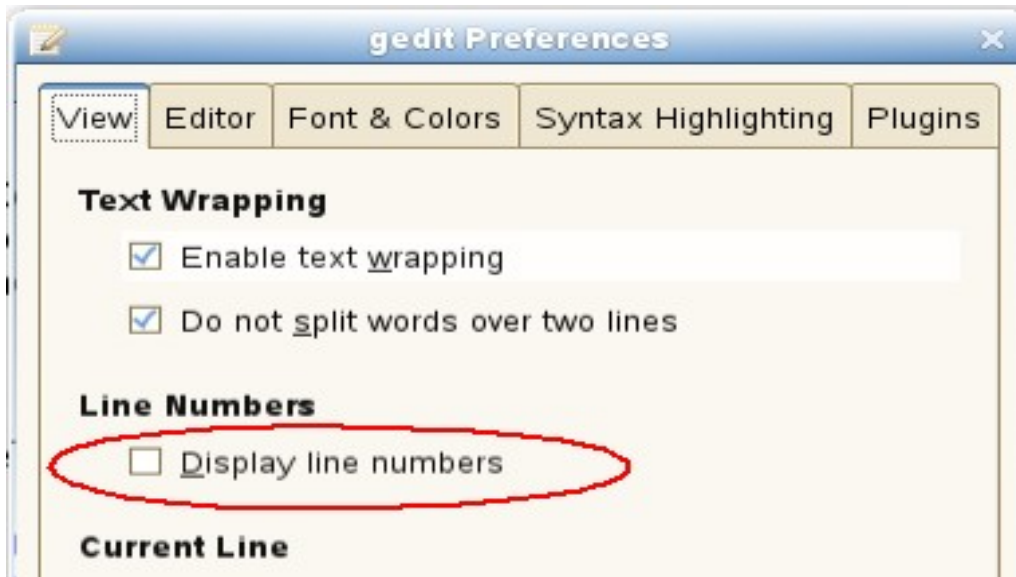 gedit Preferences
View Editor Font & Colors Syntax Highlighting Plugins
Text Wrapping
Enable text wrapping
Do not split words over two lines
Line Numbers
Display line numbers
Current Line